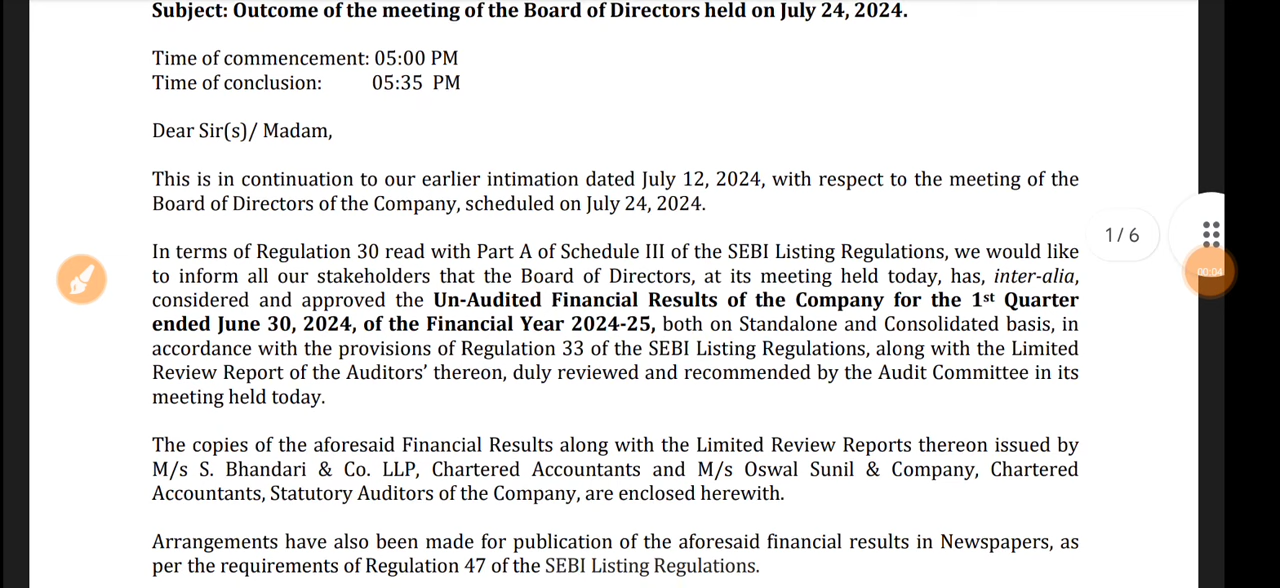 Subject: Outcome of the meeting of the Board of Directors held on July 24, 2024.
Time of commencement: 05:00 PM
Time of conclusion: 05:35 PM
Dear Sir(s)/ Madam,
This is in continuation to our earlier intimation dated July 12, 2024, with respect to the meeting of the
Board of Directors of the Company, scheduled on July 24, 2024.
In terms of Regulation 30 read with Part A of Schedule III of the SEBI Listing Regulations, we would like
to inform all our stakeholders that the Board of Directors, at its meeting held today, has, inter-alia,
considered and approved the Un-Audited Financial Results of the Company for the 1st Quarter
ended June 30, 2024, of the Financial Year 2024-25, both on Standalone and Consolidated basis, in
accordance with the provisions of Regulation 33 of the SEBI Listing Regulations, along with the Limited
Review Report of the Auditors’ thereon, duly reviewed and recommended by the Audit Committee in its
meeting held today.
The copies of the aforesaid Financial Results along with the Limited Review Reports thereon issued by
M/s S. Bhandari & Co. LLP, Chartered Accountants and M/s Oswal Sunil & Company, Chartered
Accountants, Statutory Auditors of the Company, are enclosed herewith.
Arrangements have also been made for publication of the aforesaid financial results in Newspapers, as
per the requirements of Regulation 47 of the SEBI Listing Regulations.
1 / 6
00:04